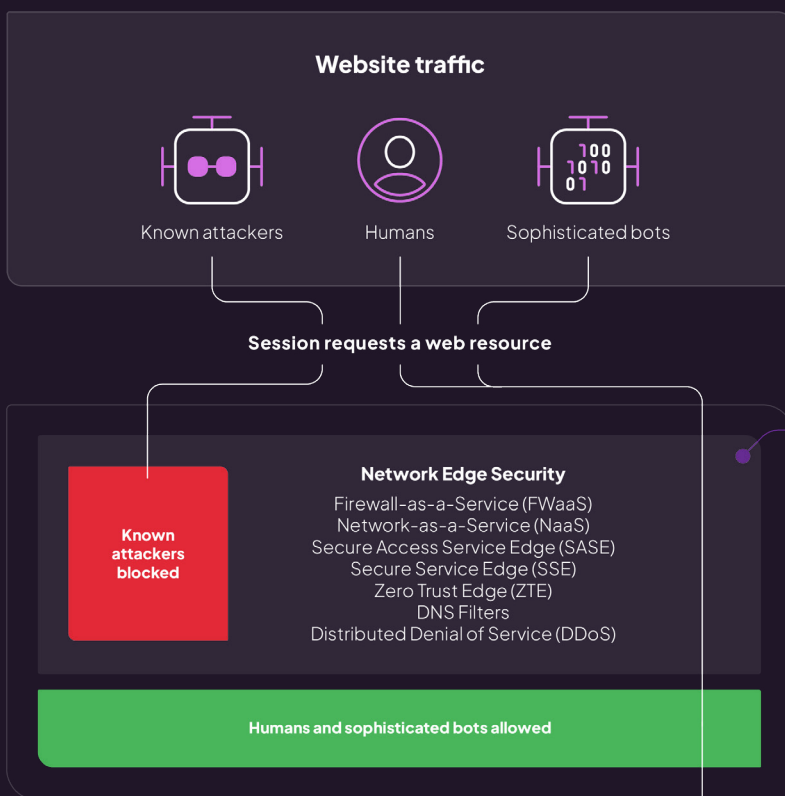 Website traffic
100
1010
01
Known attackers
Humans
Sophisticated bots
Session requests a web resource
Known
attackers
blocked
Network Edge Security
Firewall-as-a-Service (FWaaS)
Network-as-a-Service (NaaS)
Secure Access Service Edge (SASE)
Secure Service Edge (SSE)
Zero Trust Edge (ZTE)
DNS Filters
Distributed Denial of Service (DDoS)
Humans and sophisticated bots allowed